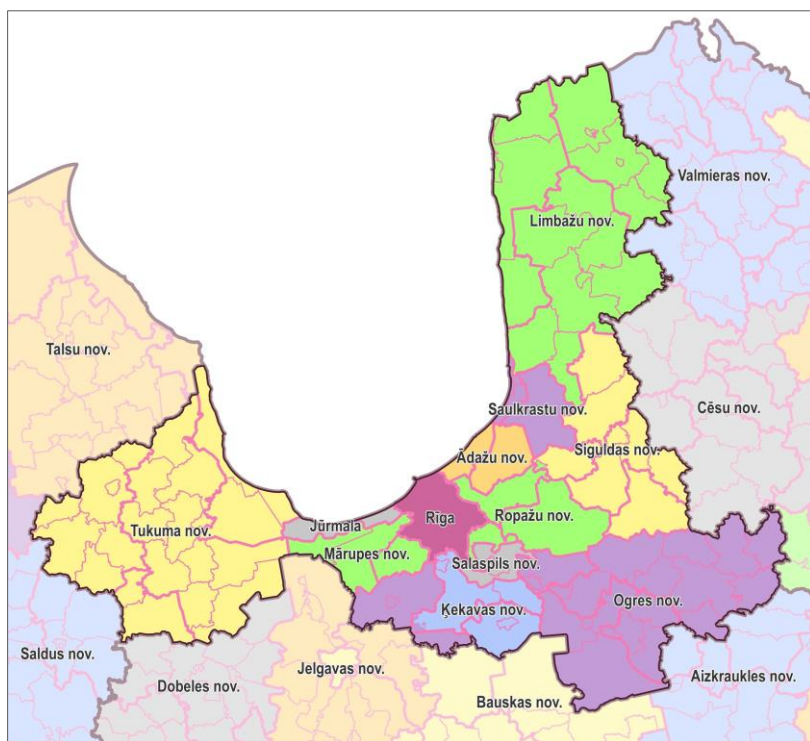 Valmieras nov.
Limbažu nov.
Talsu nov.
Cēsu nov.
Saulkrastu nov.
Siguldas nov.
Ādažu nov.
Tukuma nov.
Jūrmala
Rīga
Ropažu nov.
Mārupes nov.
Salaspils nov.
Ķekavas nov.
Ogres nov.
Saldus nov.
Dobeles nov.
Jelgavas nov.
Bauskas nov.
Aizkraukles nov.